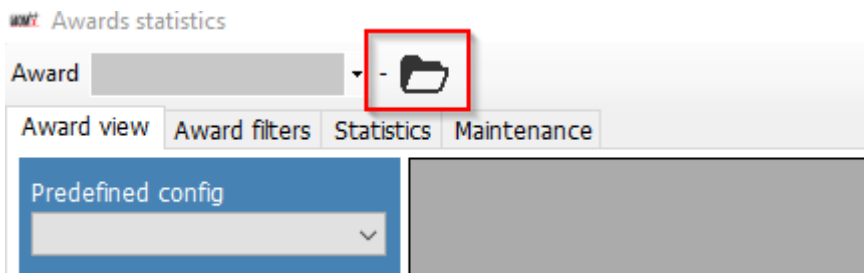 Awards statistics
Award -
Award view Award filters Statistics Maintenance
Predefined config